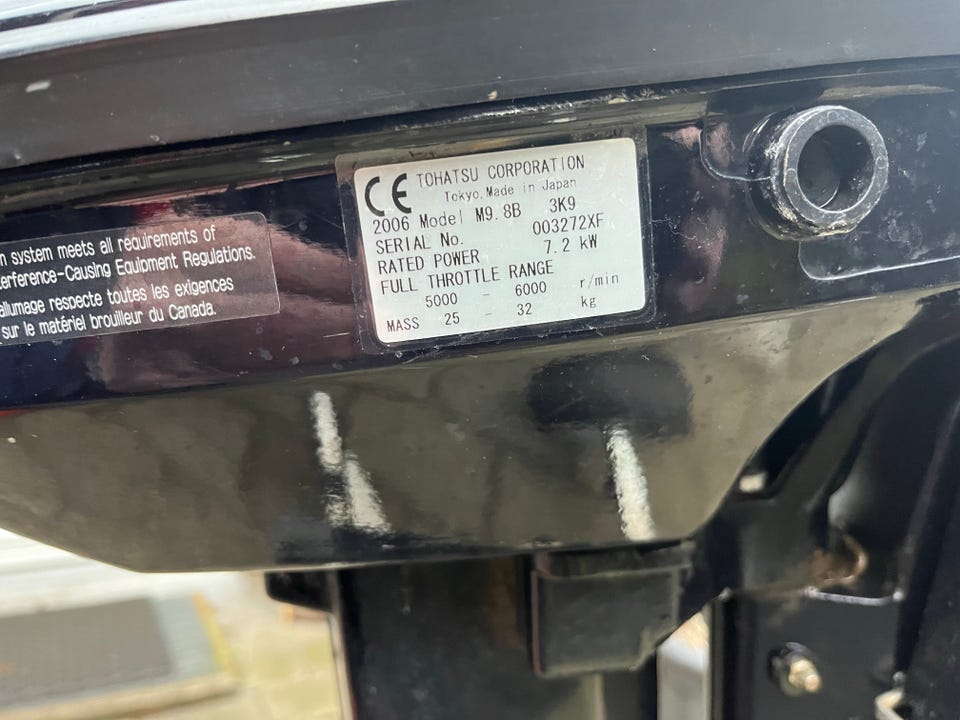 n system meets all requirements of
erference-Causing Equipment Regulations.
allumage respecte toutes les exigences
sur le matériel brouilleur du Canada.
CE TOHATSU CORPORATION
Tokyo, Made in Japan
2006 Model M9.8B 3K9
SERIAL No. 003272XF
RATED POWER 7.2 kW
FULL THROTTLE RANGE
5000 - 6000 r/min
MASS 25 - 32 kg